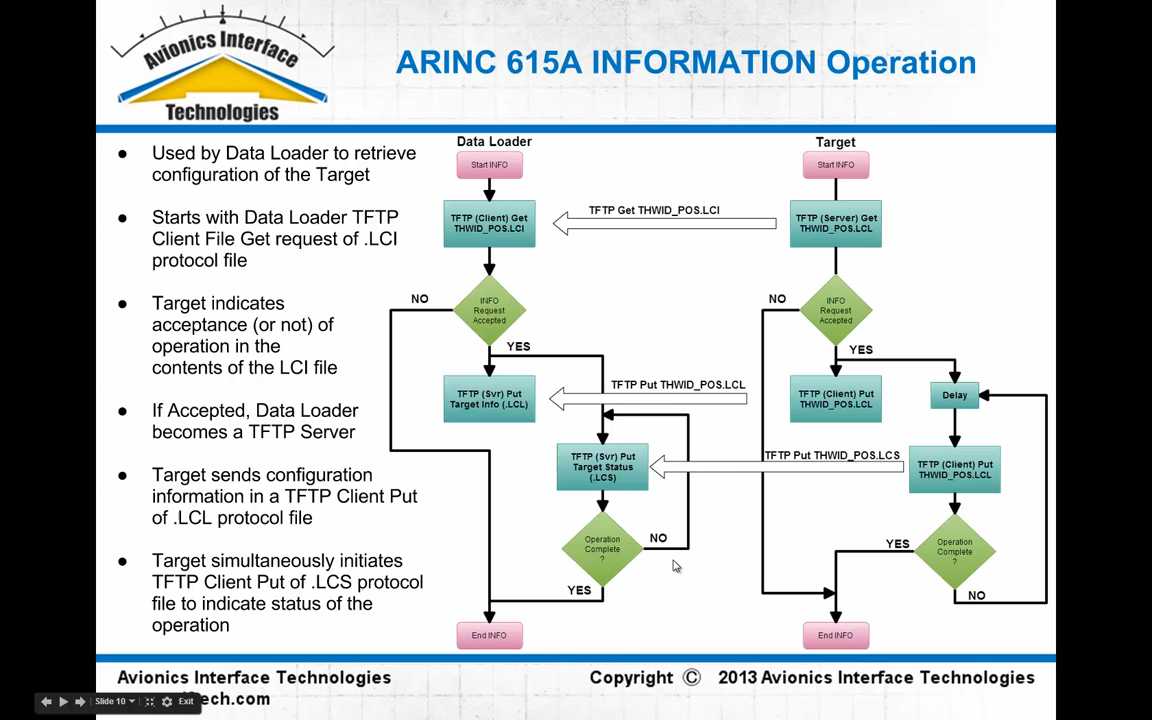 Avionics Interface
Technologies
ARINC 615A INFORMATION Operation
● Used by Data Loader to retrieve
configuration of the Target
● Starts with Data Loader TFTP
Client File Get request of .LCI
protocol file
● Target indicates
acceptance (or not) of
operation in the
contents of the LCI file
● If Accepted, Data Loader
becomes a TFTP Server
● Target sends configuration
information in a TFTP Client Put
of .LCL protocol file
● Target simultaneously initiates
TFTP Client Put of .LCS protocol
file to indicate status of the
operation
Data Loader
Start INFO
TFTP (Client) Get
THWID_POS.LCI
INFO
Request
Accepted
NO
YES
TFTP (Svr) Put
Target Info (.LCL)
TFTP (Svr) Put
Target Status
(.LCS)
Operation
Complete
?
NO
YES
End INFO
TFTP Get THWID_POS.LCI
TFTP Put THWID_POS.LCL
TFTP Put THWID_POS.LCS
Target
Start INFO
TFTP (Server) Get
THWID_POS.LCL
INFO
Request
Accepted
NO
YES
TFTP (Client) Put
THWID_POS.LCL
Delay
TFTP (Client) Put
THWID_POS.LCL
Operation
Complete
?
YES
NO
End INFO
Avionics Interface Technologies
Copyright © 2013 Avionics Interface Technologies
Slide 10
Exit
ech.com